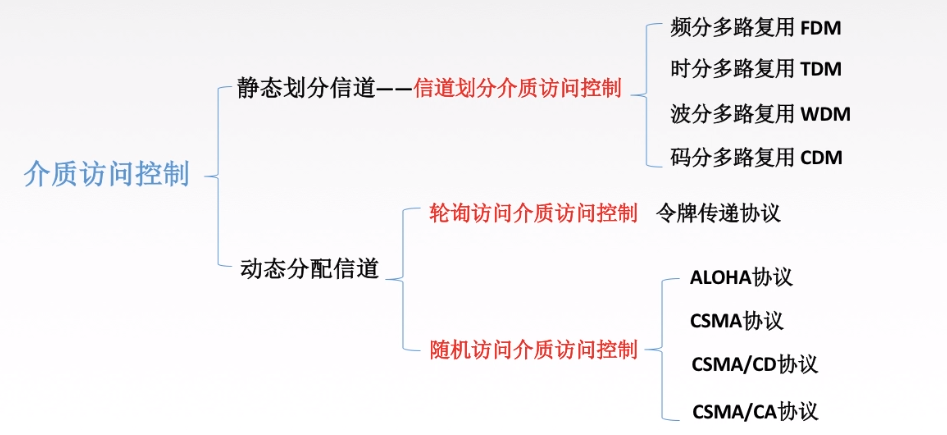 介质访问控制
静态划分信道——信道划分介质访问控制
频分多路复用 FDM
时分多路复用 TDM
波分多路复用 WDM
码分多路复用 CDM
动态分配信道
轮询访问介质访问控制 令牌传递协议
随机访问介质访问控制
ALOHA协议
CSMA协议
CSMA/CD协议
CSMA/CA协议